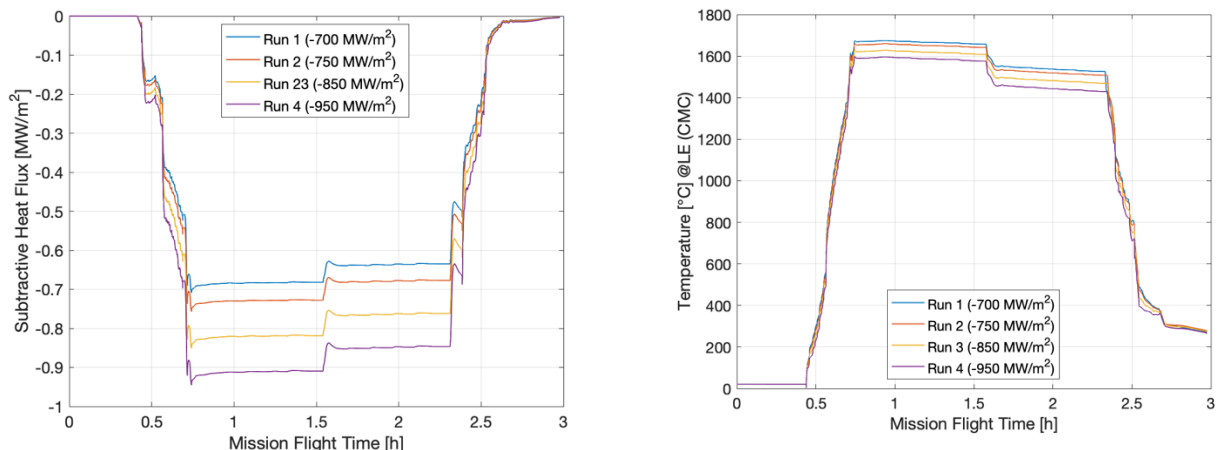 0
-0.1
-0.2
-0.3
-0.4
-0.5
-0.6
-0.7
-0.8
-0.9
-1
Subtractive Heat Flux [MW/m²]
Run 1 (-700 MW/m²)
Run 2 (-750 MW/m²)
Run 23 (-850 MW/m²)
Run 4 (-950 MW/m²)
0 0.5 1 1.5 2 2.5 3
Mission Flight Time [h]
1800
1600
1400
1200
1000
800
600
400
200
0
Temperature [°C] @LE (CMC)
Run 1 (-700 MW/m²)
Run 2 (-750 MW/m²)
Run 3 (-850 MW/m²)
Run 4 (-950 MW/m²)
0 0.5 1 1.5 2 2.5 3
Mission Flight Time [h]